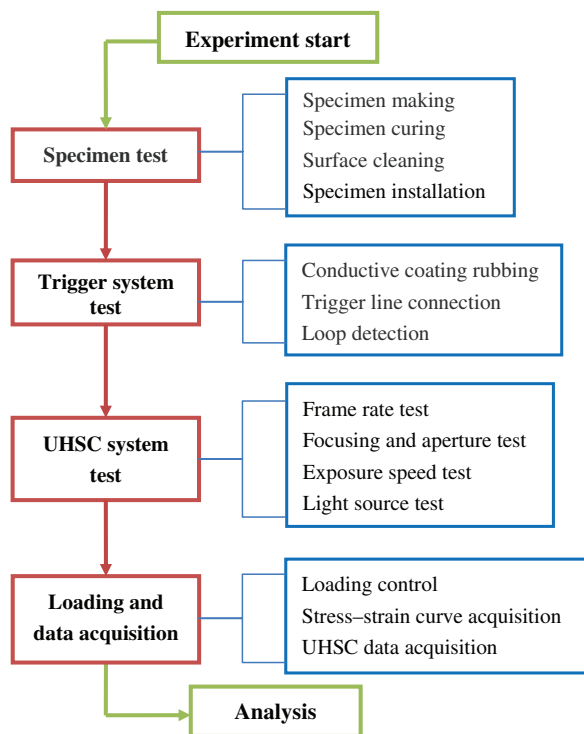 Experiment start
Specimen test
Specimen making
Specimen curing
Surface cleaning
Specimen installation
Trigger system
test
Conductive coating rubbing
Trigger line connection
Loop detection
UHSC system
test
Frame rate test
Focusing and aperture test
Exposure speed test
Light source test
Loading and
data acquisition
Loading control
Stress–strain curve acquisition
UHSC data acquisition
Analysis